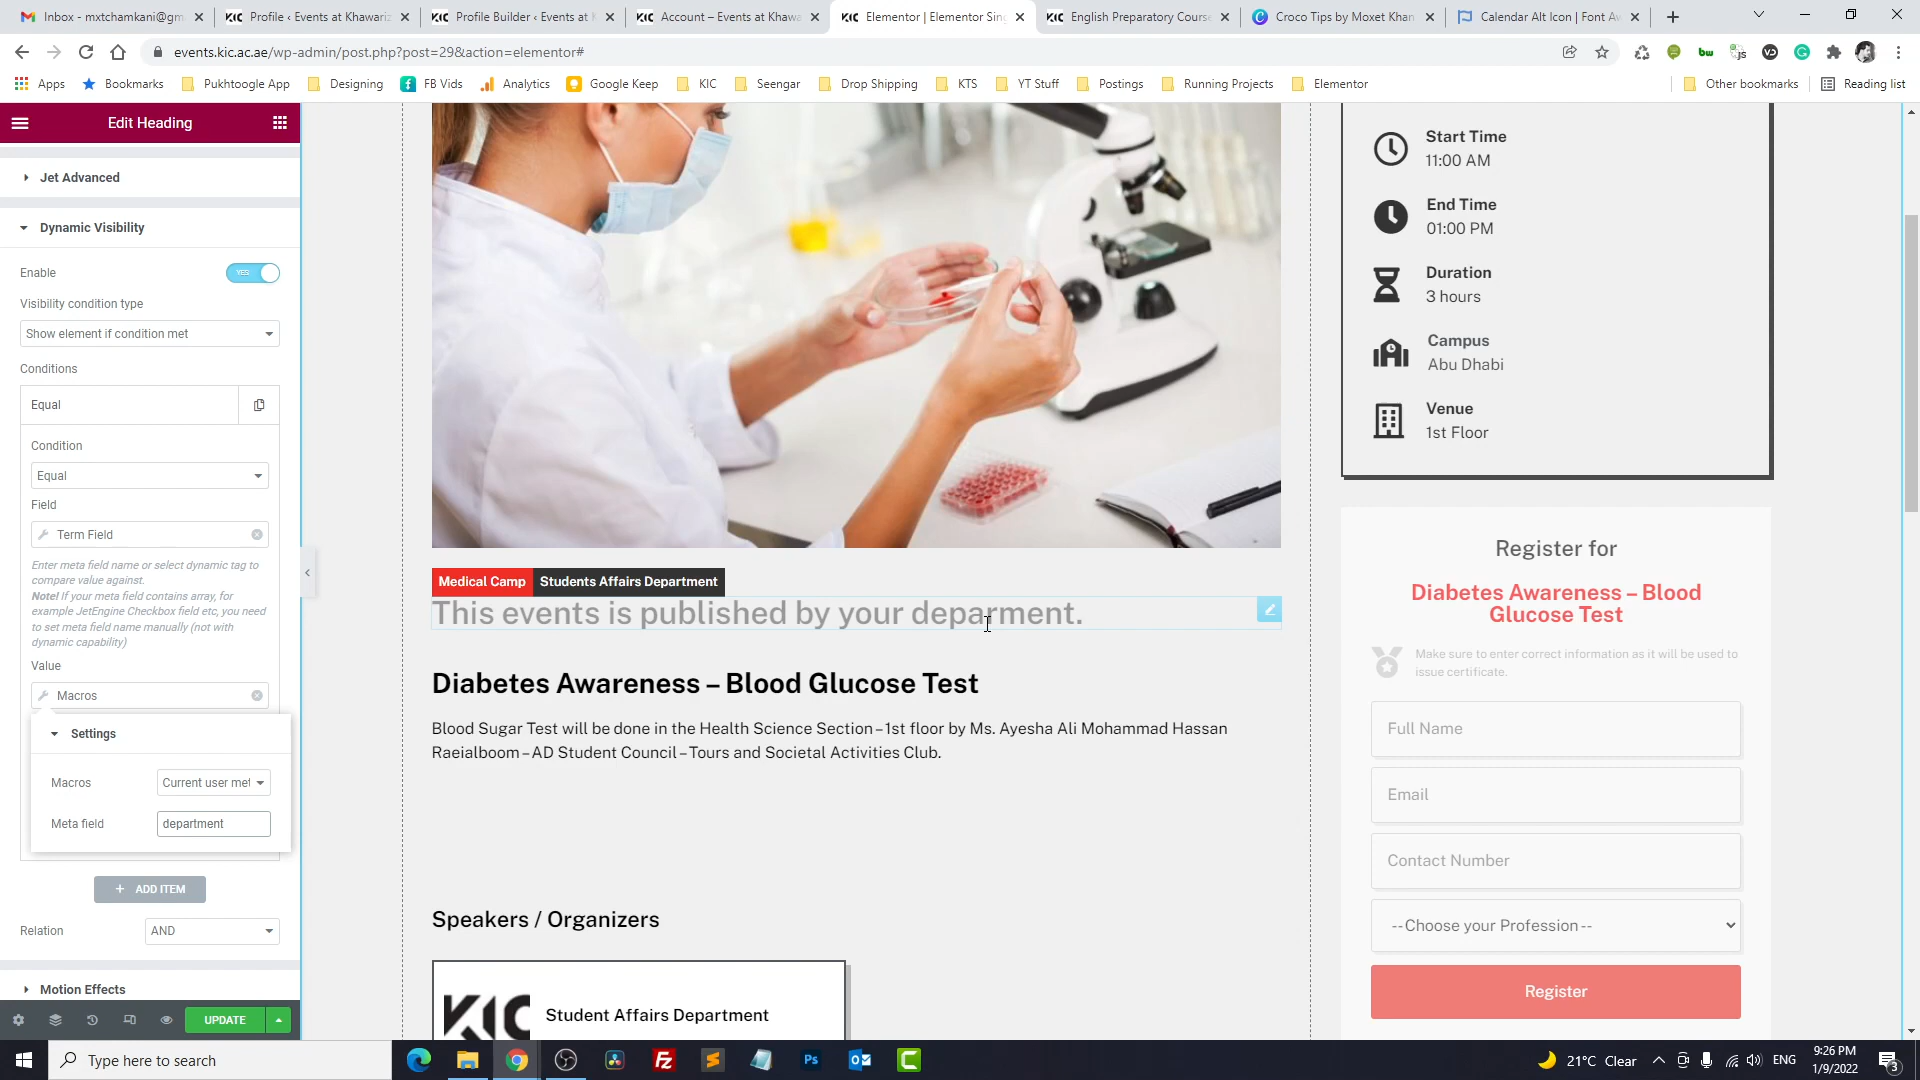 Inbox - mxtchamkani@gm
Profile ‹ Events at Khawariz
Profile Builder ‹ Events at K
Account – Events at Khawa
Elementor | Elementor Sin
English Preparatory Course
Croco Tips by Moxet Khan
Calendar Alt Icon | Font Aw
events.kic.ac.ae/wp-admin/post.php?post=29&action=elementor#
Apps
Bookmarks
Pukhtoogle App
Designing
FB Vids
Analytics
Google Keep
KIC
Seengar
Drop Shipping
KTS
YT Stuff
Postings
Running Projects
Elementor
Other bookmarks
Reading list
Edit Heading
Jet Advanced
Dynamic Visibility
Enable
YES
Visibility condition type
Show element if condition met
Conditions
Equal
Condition
Equal
Field
Term Field
Enter meta field name or select dynamic tag to
compare value against.
Note! If your meta field contains array, for
example JetEngine Checkbox field etc, you need
to set meta field name manually (not with
dynamic capability)
Value
Macros
Settings
Macros
Current user met
Meta field
department
ADD ITEM
Relation
AND
Motion Effects
UPDATE
Medical Camp
Students Affairs Department
This events is published by your deparment.
Diabetes Awareness – Blood Glucose Test
Blood Sugar Test will be done in the Health Science Section – 1st floor by Ms. Ayesha Ali Mohammad Hassan
Raeialboom – AD Student Council – Tours and Societal Activities Club.
Speakers / Organizers
KIC
Student Affairs Department
Start Time
11:00 AM
End Time
01:00 PM
Duration
3 hours
Campus
Abu Dhabi
Venue
1st Floor
Register for
Diabetes Awareness – Blood
Glucose Test
Make sure to enter correct information as it will be used to
issue certificate.
Full Name
Email
Contact Number
-- Choose your Profession --
Register
Type here to search
21°C Clear
ENG
9:26 PM
1/9/2022
3